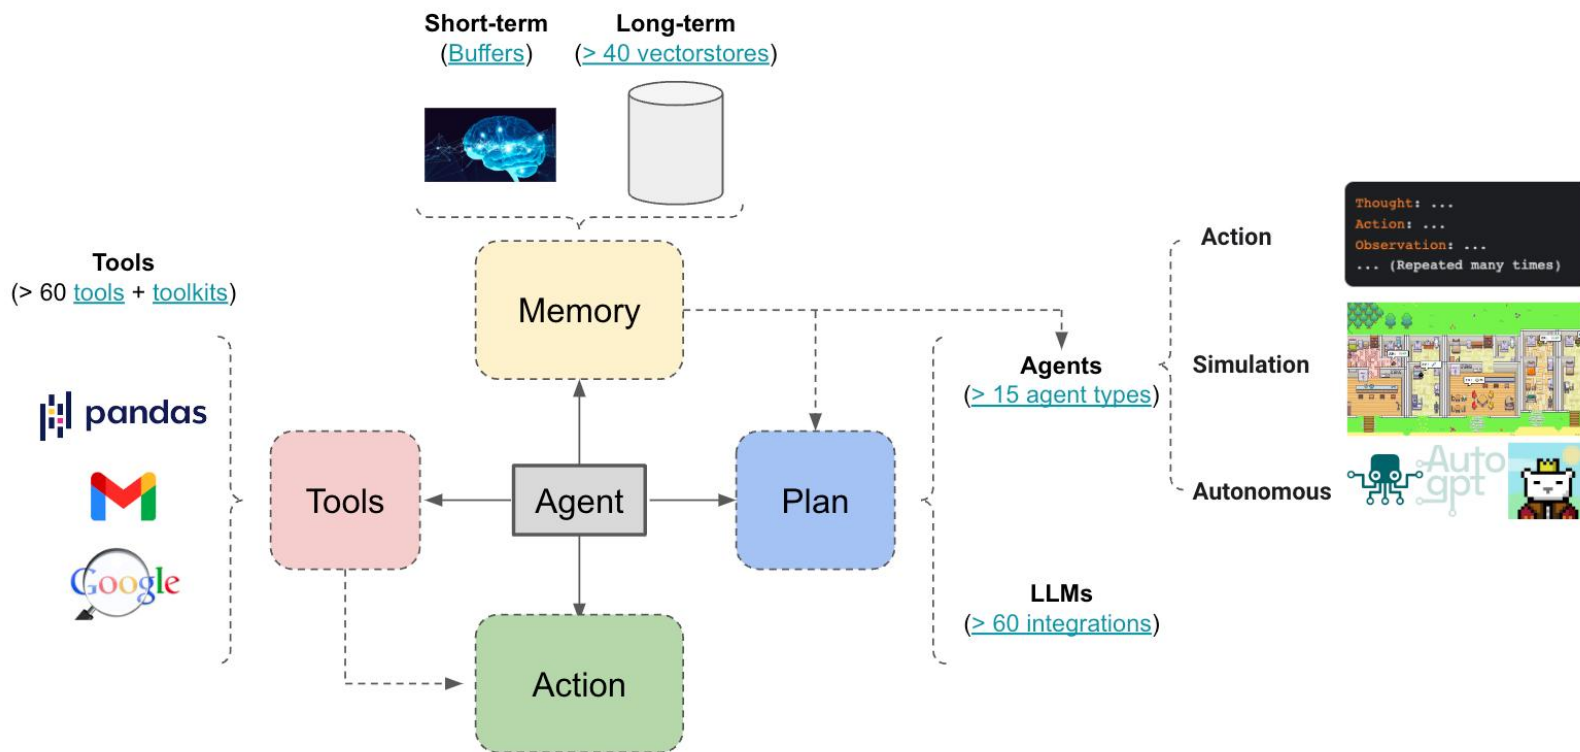 Short-term
(Buffers)
Long-term
(> 40 vectorstores)
Tools
(> 60 tools + toolkits)
pandas
Google
Memory
Tools
Agent
Plan
Action
Agents
(> 15 agent types)
LLMs
(> 60 integrations)
Action
Thought: ...
Action: ...
Observation: ...
... (Repeated many times)
Simulation
Autonomous
Auto
gpt